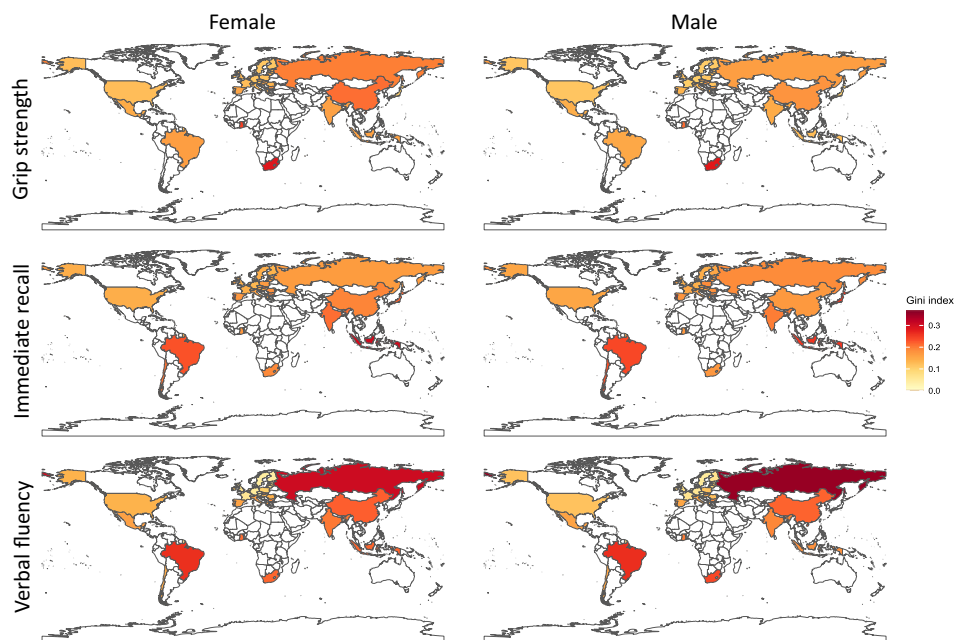 Female
Male
Grip strength
Immediate recall
Verbal fluency
Gini index
0.3
0.2
0.1
0.0